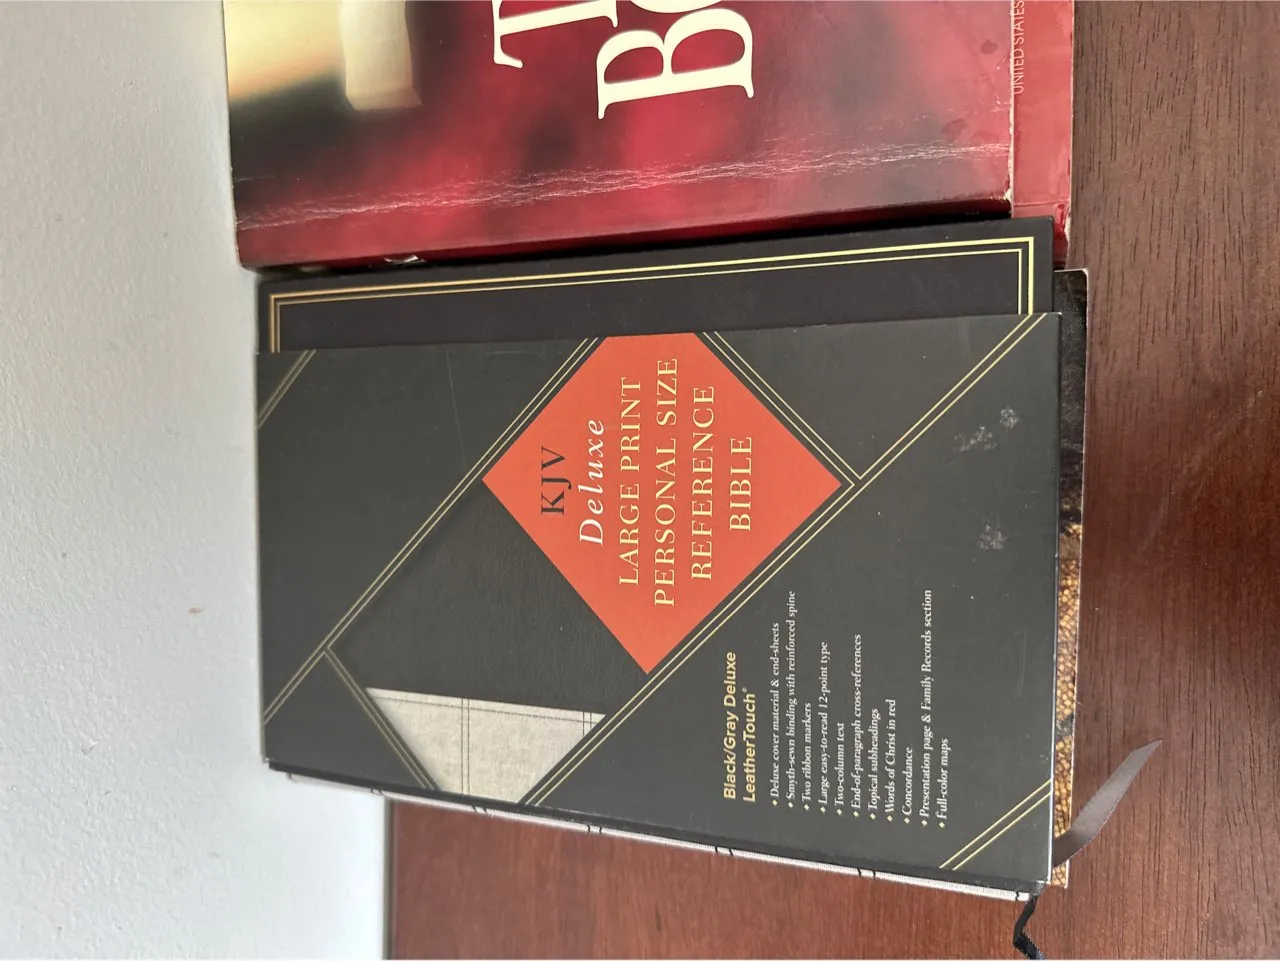 KJV
Deluxe
LARGE PRINT
PERSONAL SIZE
REFERENCE
BIBLE
Black/Gray Deluxe
LeatherTouch®
• Deluxe cover material & end-sheets
• Smyth-sewn binding with reinforced spine
• Two ribbon markers
• Large easy-to-read 12-point type
• Two-column text
• End-of-paragraph cross-references
• Topical subheadings
• Words of Christ in red
• Concordance
• Presentation page & Family Records section
• Full-color maps
UNITED STATES